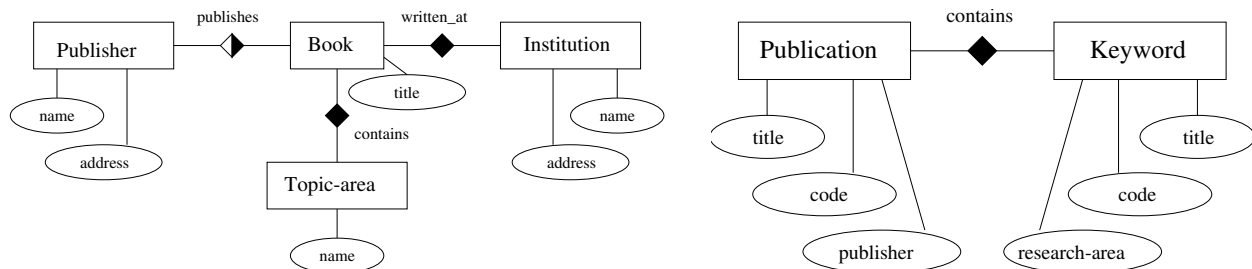 publishes
written_at
Publisher
Book
Institution
title
name
name
contains
address
address
Topic-area
name
contains
Publication
Keyword
title
title
code
code
publisher
research-area